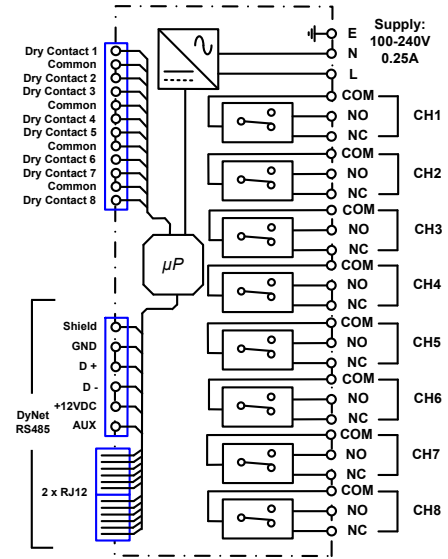 Dry Contact 1
Common
Dry Contact 2
Dry Contact 3
Common
Dry Contact 4
Dry Contact 5
Common
Dry Contact 6
Dry Contact 7
Common
Dry Contact 8
Shield
GND
D +
D -
+12VDC
AUX
DyNet
RS485
2 x RJ12
µP
E
N
L
Supply:
100-240V
0.25A
COM
NO
NC
CH1
COM
NO
NC
CH2
COM
NO
NC
CH3
COM
NO
NC
CH4
COM
NO
NC
CH5
COM
NO
NC
CH6
COM
NO
NC
CH7
COM
NO
NC
CH8